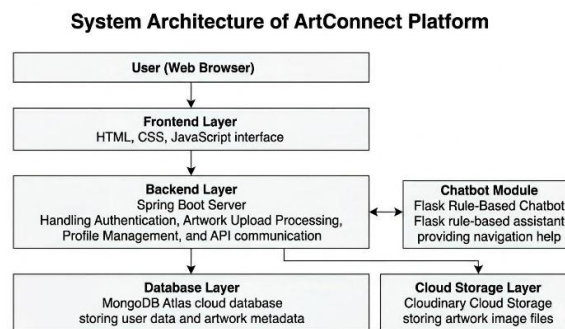 System Architecture of ArtConnect Platform
User (Web Browser)
Frontend Layer
HTML, CSS, JavaScript interface
Backend Layer
Spring Boot Server
Handling Authentication, Artwork Upload Processing,
Profile Management, and API communication
Chatbot Module
Flask Rule-Based Chatbot
Flask rule-based assistant
providing navigation help
Database Layer
MongoDB Atlas cloud database
storing user data and artwork metadata
Cloud Storage Layer
Cloudinary Cloud Storage
storing artwork image files